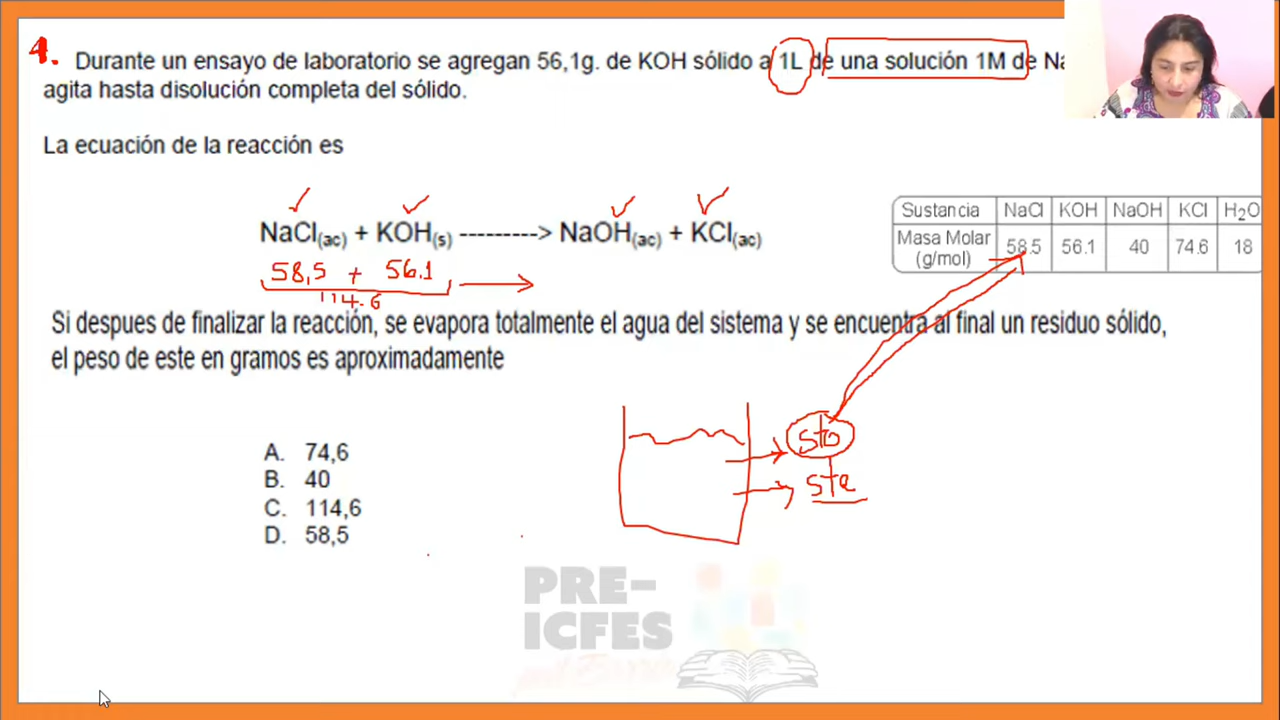 4. Durante un ensayo de laboratorio se agregan 56,1g. de KOH sólido a 1L de una solución 1M de Na
agita hasta disolución completa del sólido.
La ecuación de la reacción es
NaCl(ac) + KOH(s) ---------> NaOH(ac) + KCl(ac)
58,5 + 56.1
114.6
Sustancia NaCl KOH NaOH KCl H2O
Masa Molar (g/mol) 58.5 56.1 40 74.6 18
Si despues de finalizar la reacción, se evapora totalmente el agua del sistema y se encuentra al final un residuo sólido,
el peso de este en gramos es aproximadamente
A. 74,6
B. 40
C. 114,6
D. 58,5
sto
ste
PRE-
ICFES